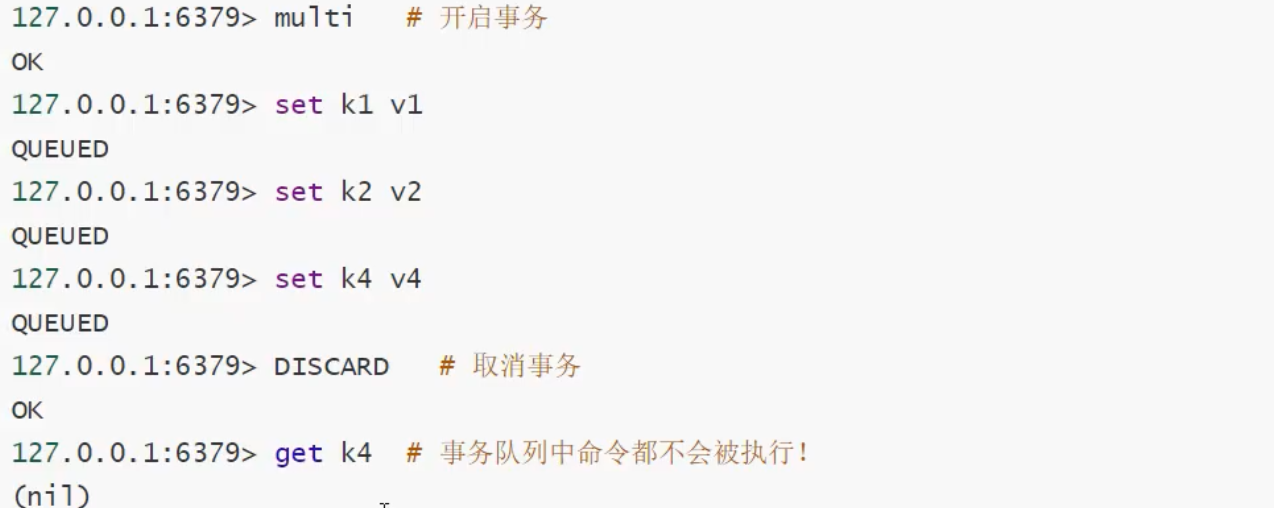 127.0.0.1:6379> multi   # 开启事务
OK
127.0.0.1:6379> set k1 v1
QUEUED
127.0.0.1:6379> set k2 v2
QUEUED
127.0.0.1:6379> set k4 v4
QUEUED
127.0.0.1:6379> DISCARD   # 取消事务
OK
127.0.0.1:6379> get k4  # 事务队列中命令都不会被执行！
(nil)